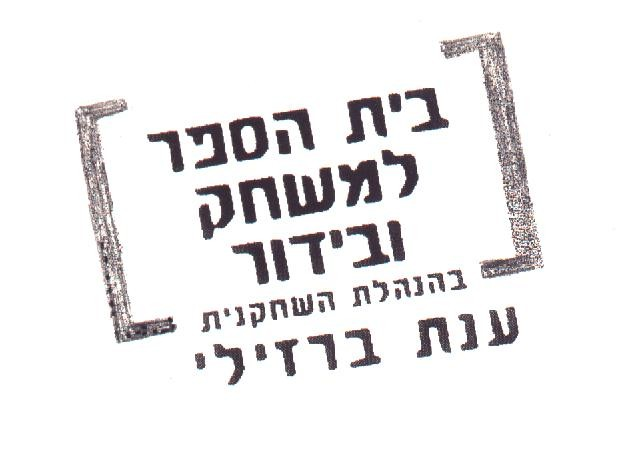 בית הספר
למשחק
ובידור
בהנהלת השחקנית
ענת ברזילי